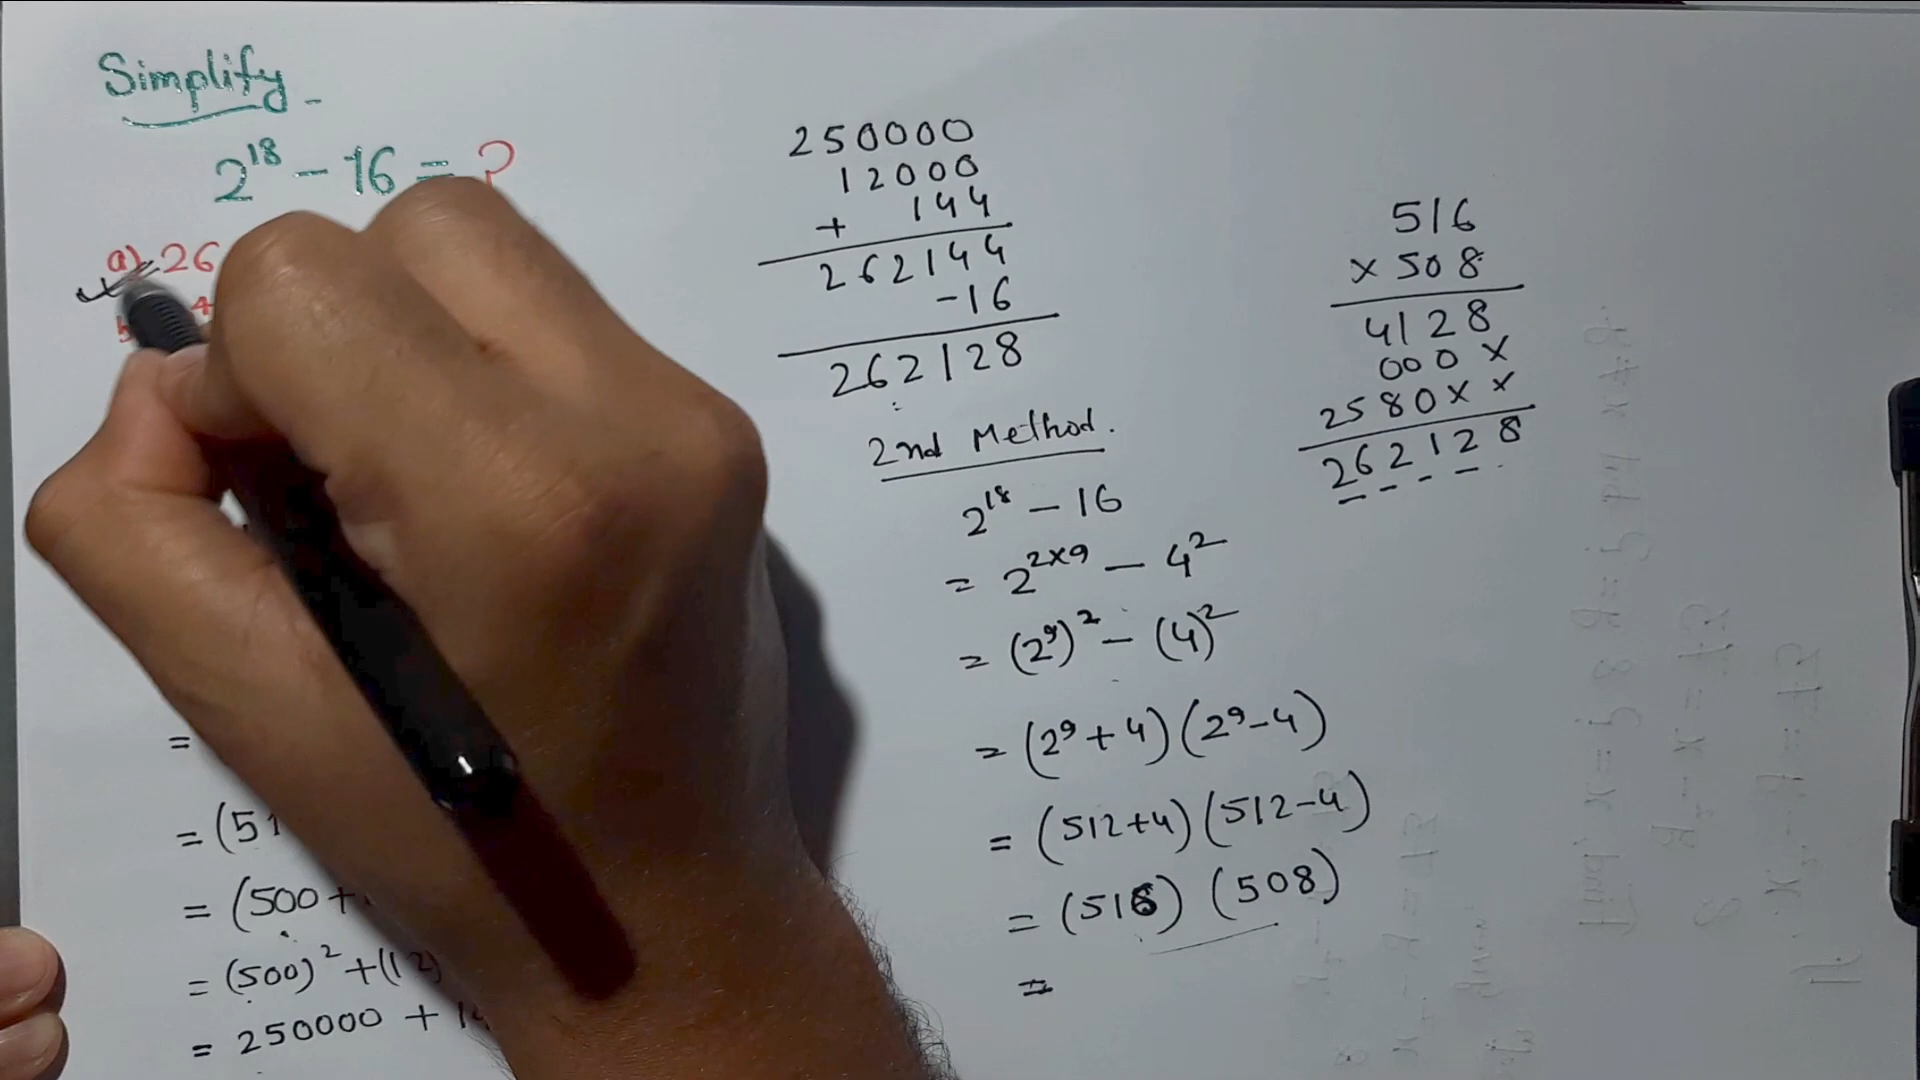 Simplify
2¹⁸ - 16 = ?
a) 26
4
=
= (51
= (500+
= (500)² + (12)
= 250000 + 1
250000
12000
+ 144
262144
-16
262128
2nd Method.
2¹⁸ - 16
= 2²ˣ⁹ - 4²
= (2⁹)² - (4)²
= (2⁹+4)(2⁹-4)
= (512+4)(512-4)
= (516) (508)
=
516
× 508
4128
000 ×
2580× ×
262128